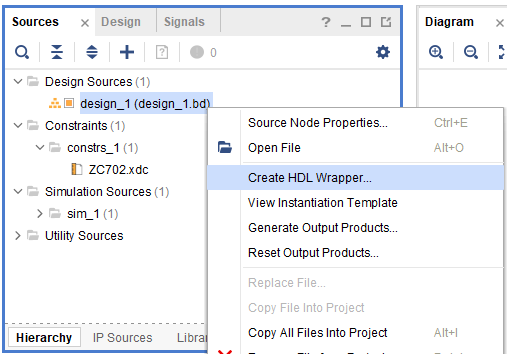 Sources Design Signals
Diagram
0
Design Sources (1)
design_1 (design_1.bd)
Constraints (1)
constrs_1 (1)
ZC702.xdc
Simulation Sources (1)
sim_1 (1)
Utility Sources
Source Node Properties... Ctrl+E
Open File Alt+O
Create HDL Wrapper...
View Instantiation Template
Generate Output Products...
Reset Output Products...
Replace File...
Copy File Into Project
Copy All Files Into Project Alt+I
Hierarchy IP Sources